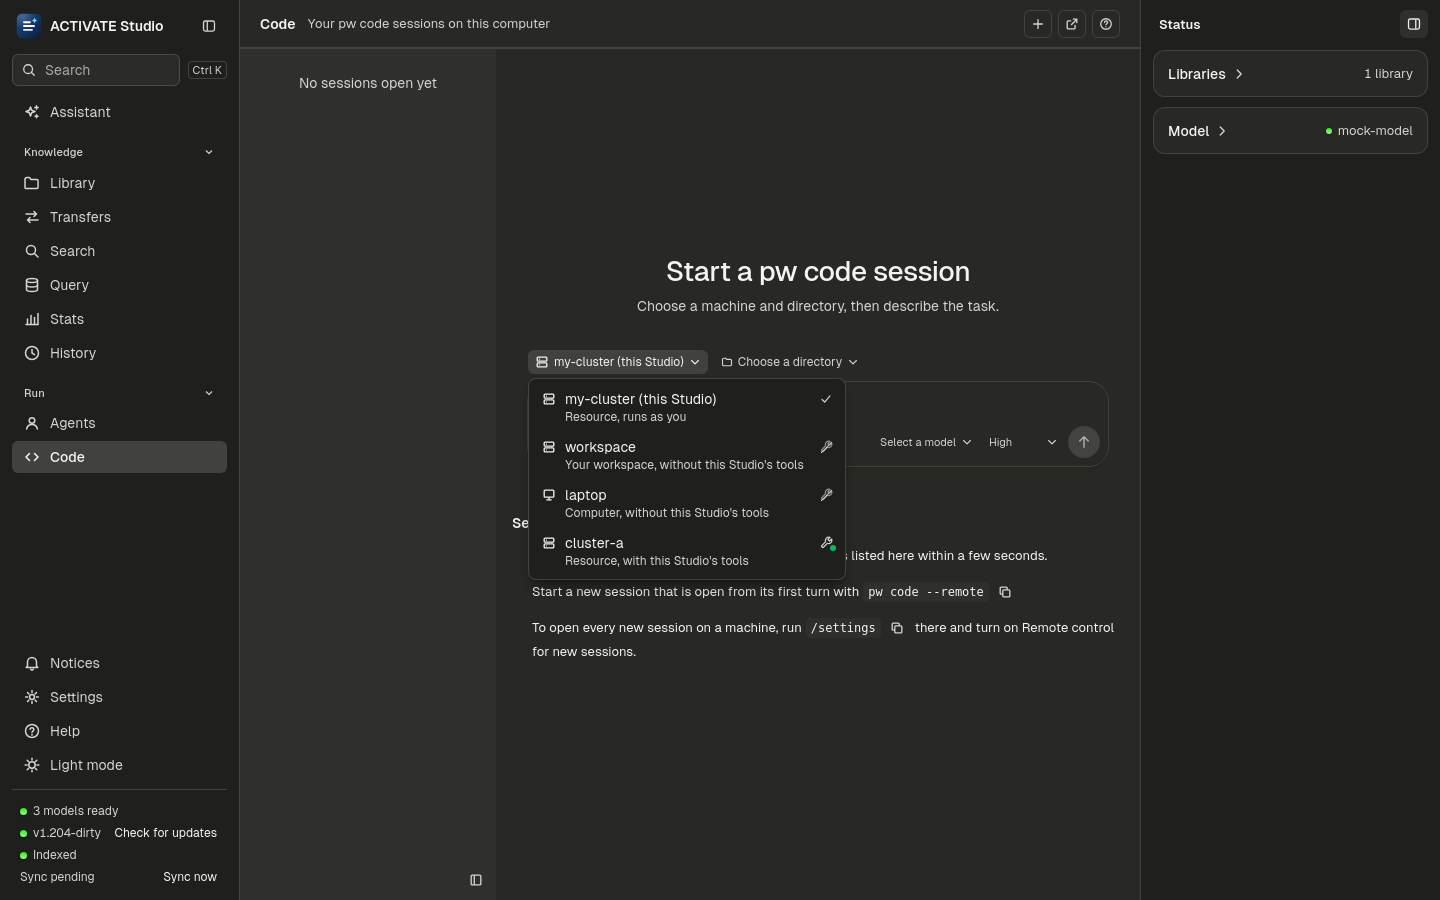 ACTIVATE Studio
Search
Ctrl K
Assistant
Knowledge
Library
Transfers
Search
Query
Stats
History
Run
Agents
Code
Notices
Settings
Help
Light mode
3 models ready
v1.204-dirty Check for updates
Indexed
Sync pending Sync now
Code Your pw code sessions on this computer
No sessions open yet
Start a pw code session
Choose a machine and directory, then describe the task.
my-cluster (this Studio) Choose a directory
my-cluster (this Studio)
Resource, runs as you
workspace
Your workspace, without this Studio's tools
laptop
Computer, without this Studio's tools
cluster-a
Resource, with this Studio's tools
Select a model High
Se
listed here within a few seconds.
Start a new session that is open from its first turn with pw code --remote
To open every new session on a machine, run /settings there and turn on Remote control
for new sessions.
Status
Libraries 1 library
Model mock-model